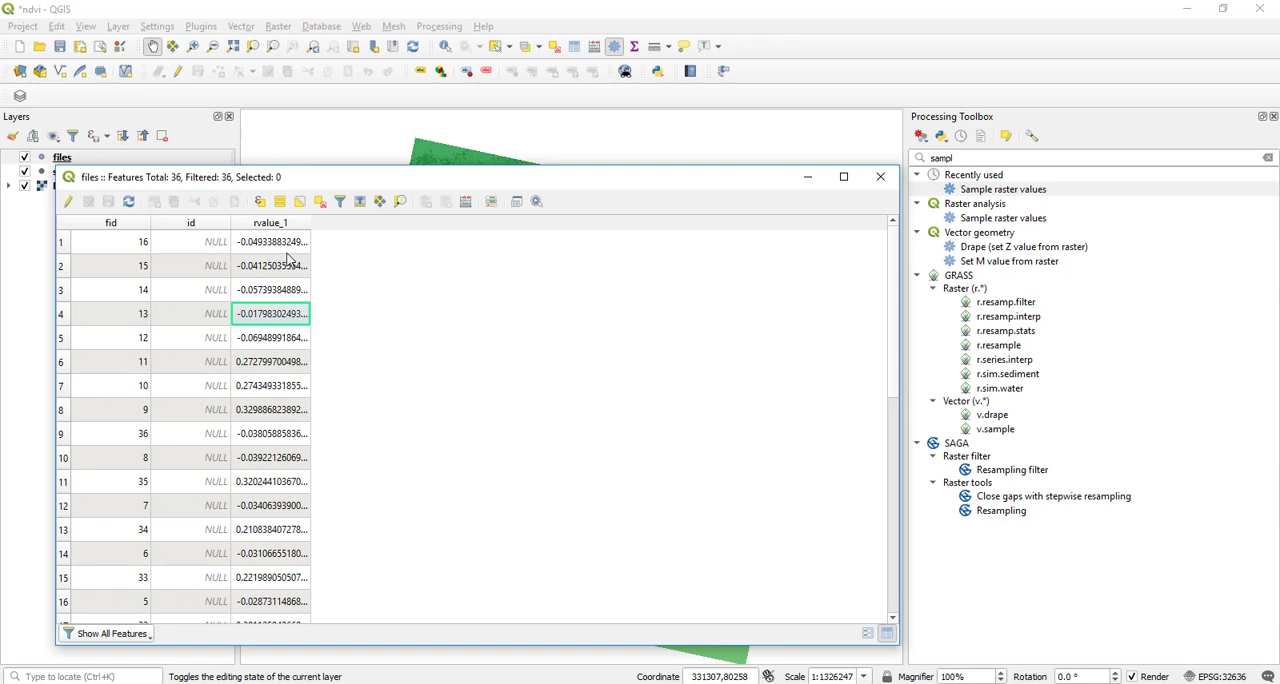 *ndvi — QGIS
Project Edit View Layer Settings Plugins Vector Raster Database Web Mesh Processing Help
Layers
files
files :: Features Total: 36, Filtered: 36, Selected: 0
fid id rvalue_1
1 16 NULL -0.04933883249...
2 15 NULL
3 14 NULL -0.05739384889...
4 13 NULL -0.01798302493...
5 12 NULL -0.06948991864...
6 11 NULL 0.272799700498...
7 10 NULL 0.274349331855...
8 9 NULL 0.329886823892...
9 36 NULL -0.03805885836...
10 8 NULL -0.03922126069...
11 35 NULL 0.320244103670...
12 7 NULL -0.03406393900...
13 34 NULL 0.210838407278...
14 6 NULL -0.03106655180...
15 33 NULL 0.221989050507...
16 5 NULL -0.02873114868...
Show All Features
Processing Toolbox
sampl
Recently used
Sample raster values
Raster analysis
Sample raster values
Vector geometry
Drape (set Z value from raster)
Set M value from raster
GRASS
Raster (r.*)
r.resamp.filter
r.resamp.interp
r.resamp.stats
r.resample
r.series.interp
r.sim.sediment
r.sim.water
Vector (v.*)
v.drape
v.sample
SAGA
Raster filter
Resampling filter
Raster tools
Close gaps with stepwise resampling
Resampling
Type to locate (Ctrl+K) Toggles the editing state of the current layer Coordinate 331307,80258 Scale 1:1326247 Magnifier 100% Rotation 0.0 ° Render EPSG:32636